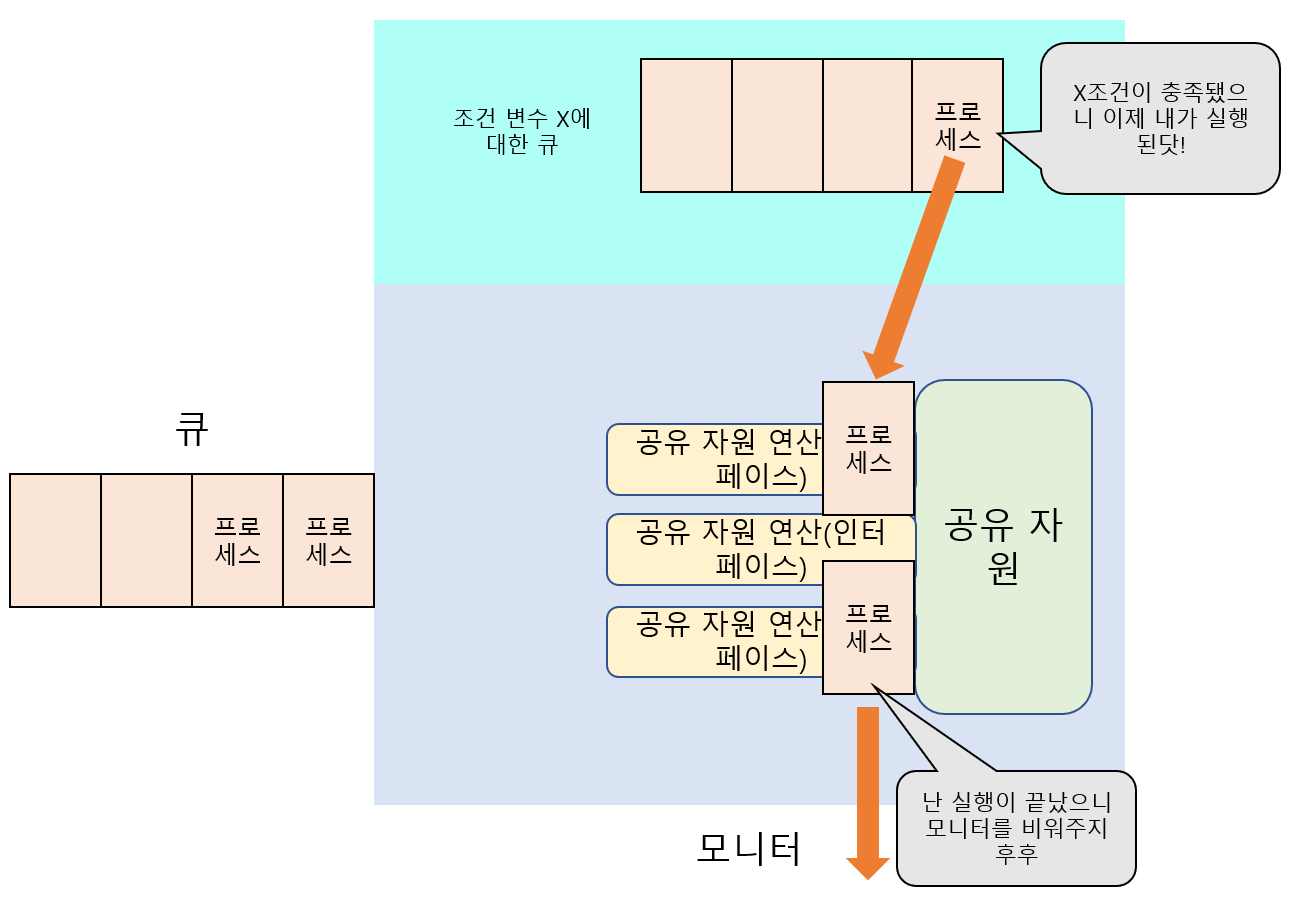 조건 변수 X에
대한 큐
프로
세스
X조건이 충족됐으
니 이제 내가 실행
된닷!
큐
프로
세스
프로
세스
공유 자원 연산
페이스)
프로
세스
공유 자원 연산(인터
페이스)
공유 자원 연산
페이스)
프로
세스
공유 자
원
난 실행이 끝났으니
모니터를 비워주지
후후
모니터